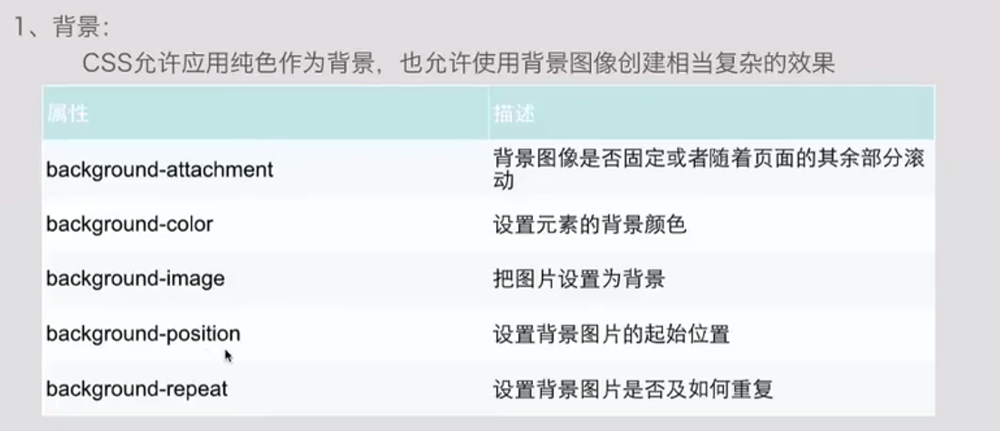 1、背景：
CSS允许应用纯色作为背景，也允许使用背景图像创建相当复杂的效果
属性 描述
background-attachment 背景图像是否固定或者随着页面的其余部分滚
动
background-color 设置元素的背景颜色
background-image 把图片设置为背景
background-position 设置背景图片的起始位置
background-repeat 设置背景图片是否及如何重复